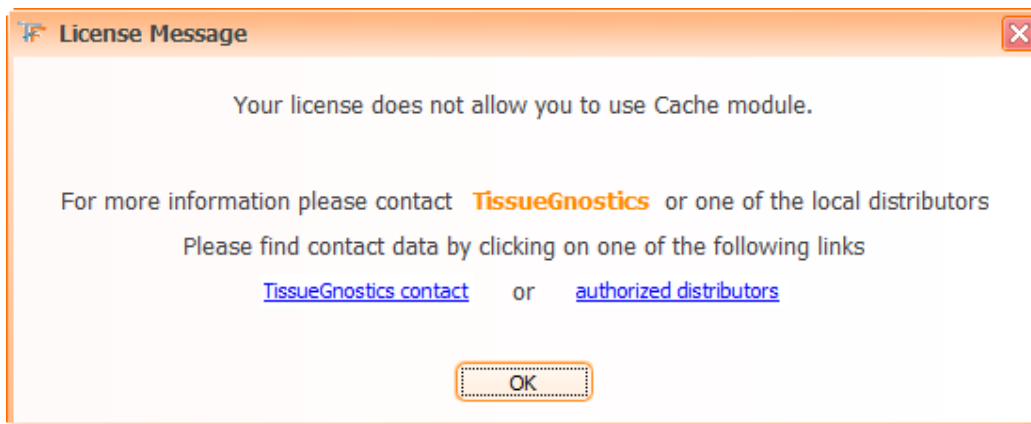 License Message
Your license does not allow you to use Cache module.
For more information please contact TissueGnostics or one of the local distributors
Please find contact data by clicking on one of the following links
TissueGnostics contact or authorized distributors
OK